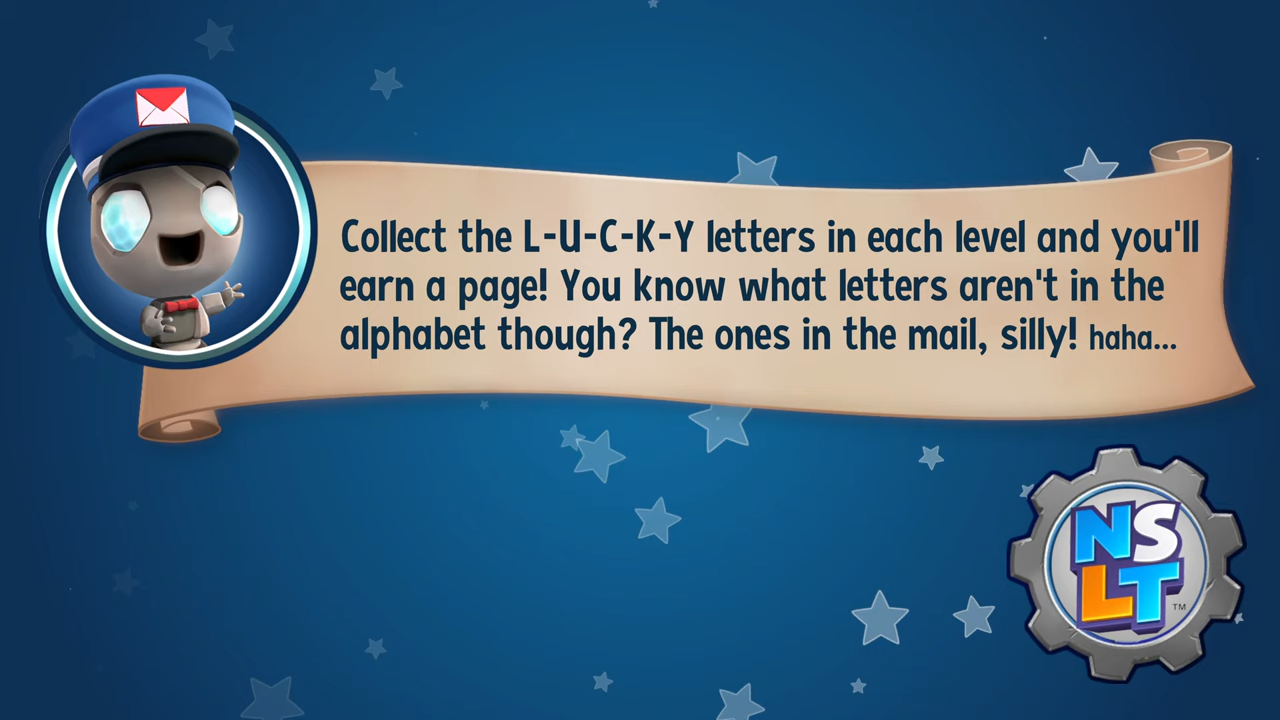 Collect the L-U-C-K-Y letters in each level and you'll
earn a page! You know what letters aren't in the
alphabet though? The ones in the mail, silly! haha...
NS
LT
TM